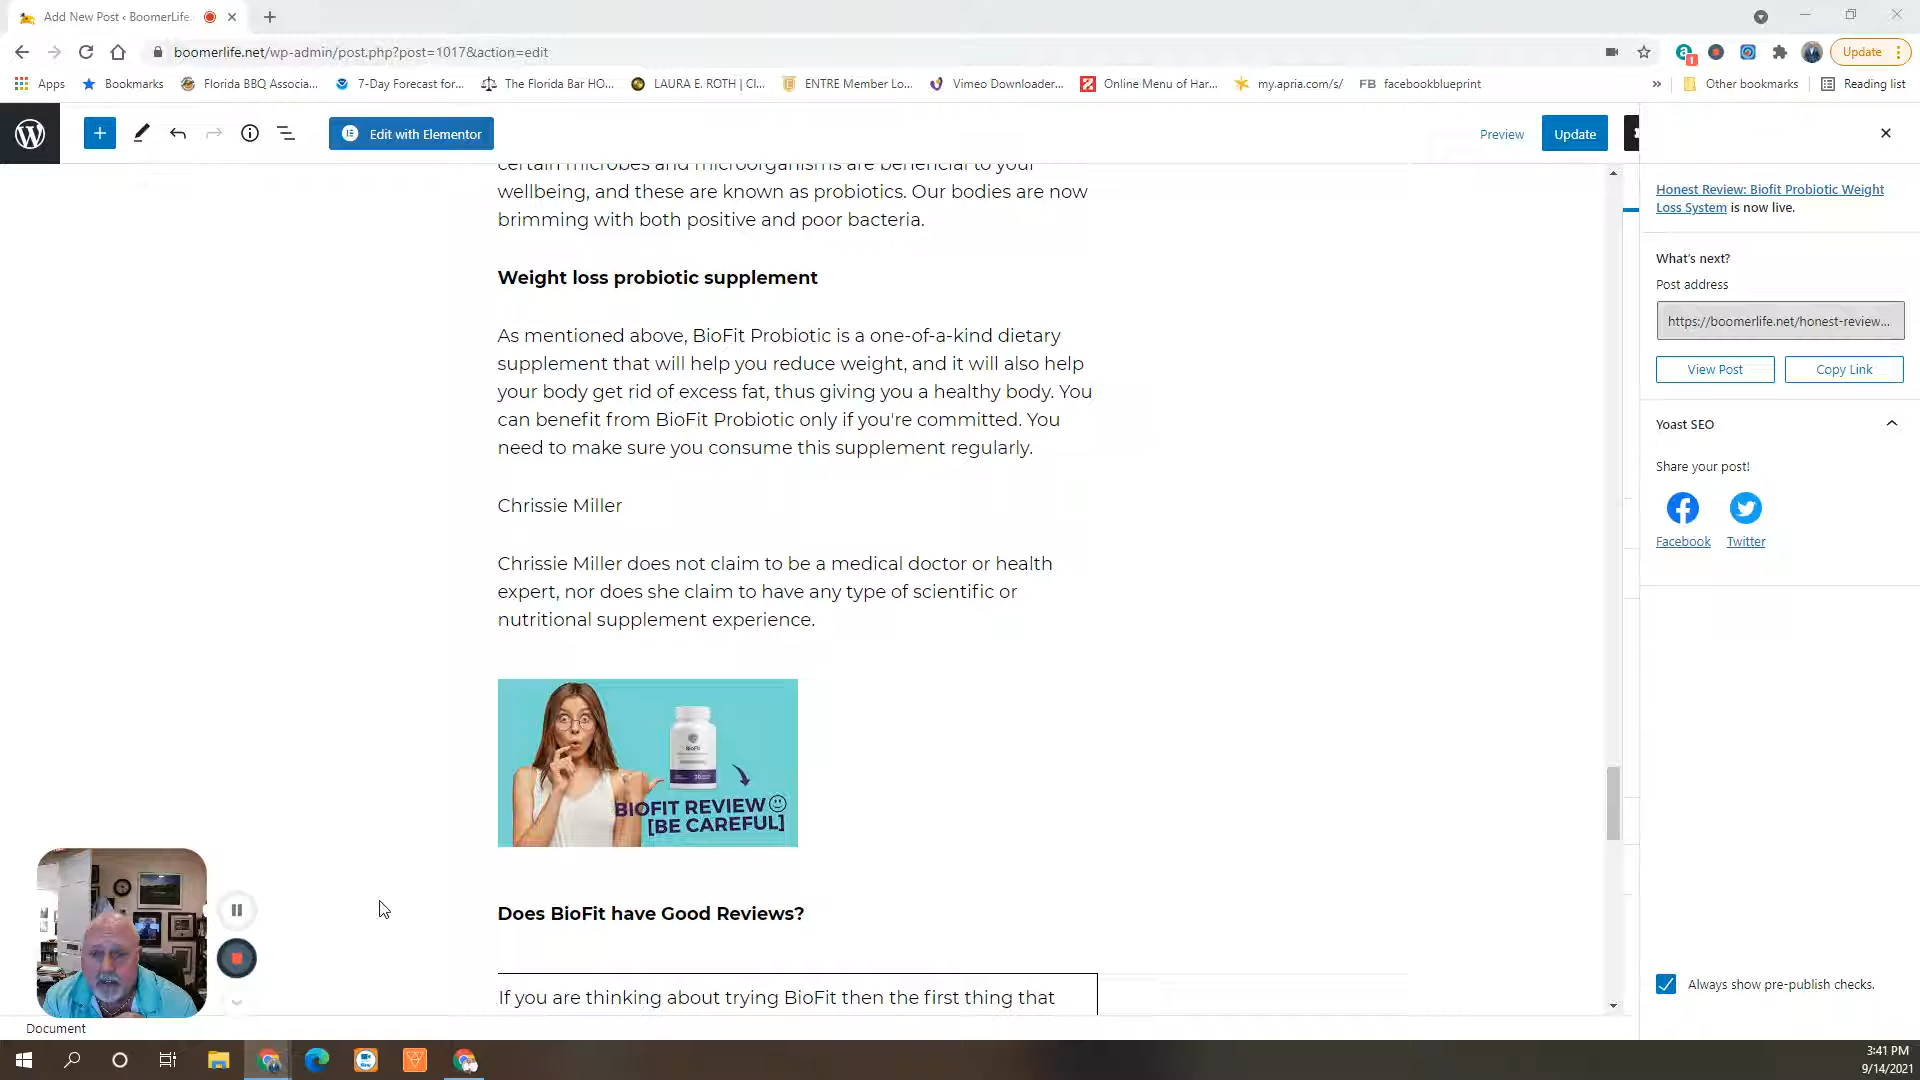 Add New Post ‹ BoomerLife.
boomerlife.net/wp-admin/post.php?post=1017&action=edit
Update
1
Apps
Bookmarks
Florida BBQ Associa...
7-Day Forecast for...
The Florida Bar HO...
LAURA E. ROTH | Cl...
ENTRE Member Lo...
Vimeo Downloader...
Online Menu of Har...
my.apria.com/s/
FB facebookblueprint
»
Other bookmarks
Reading list
Edit with Elementor
Preview
Update
certain microbes and microorganisms are beneficial to your
wellbeing, and these are known as probiotics. Our bodies are now
brimming with both positive and poor bacteria.
Weight loss probiotic supplement
As mentioned above, BioFit Probiotic is a one-of-a-kind dietary
supplement that will help you reduce weight, and it will also help
your body get rid of excess fat, thus giving you a healthy body. You
can benefit from BioFit Probiotic only if you're committed. You
need to make sure you consume this supplement regularly.
Chrissie Miller
Chrissie Miller does not claim to be a medical doctor or health
expert, nor does she claim to have any type of scientific or
nutritional supplement experience.
BioFit
BIOFIT REVIEW
[BE CAREFUL]
Does BioFit have Good Reviews?
If you are thinking about trying BioFit then the first thing that
Document
Honest Review: Biofit Probiotic Weight
Loss System is now live.
What's next?
Post address
https://boomerlife.net/honest-review...
View Post
Copy Link
Yoast SEO
Share your post!
Facebook
Twitter
Always show pre-publish checks.
3:41 PM
9/14/2021